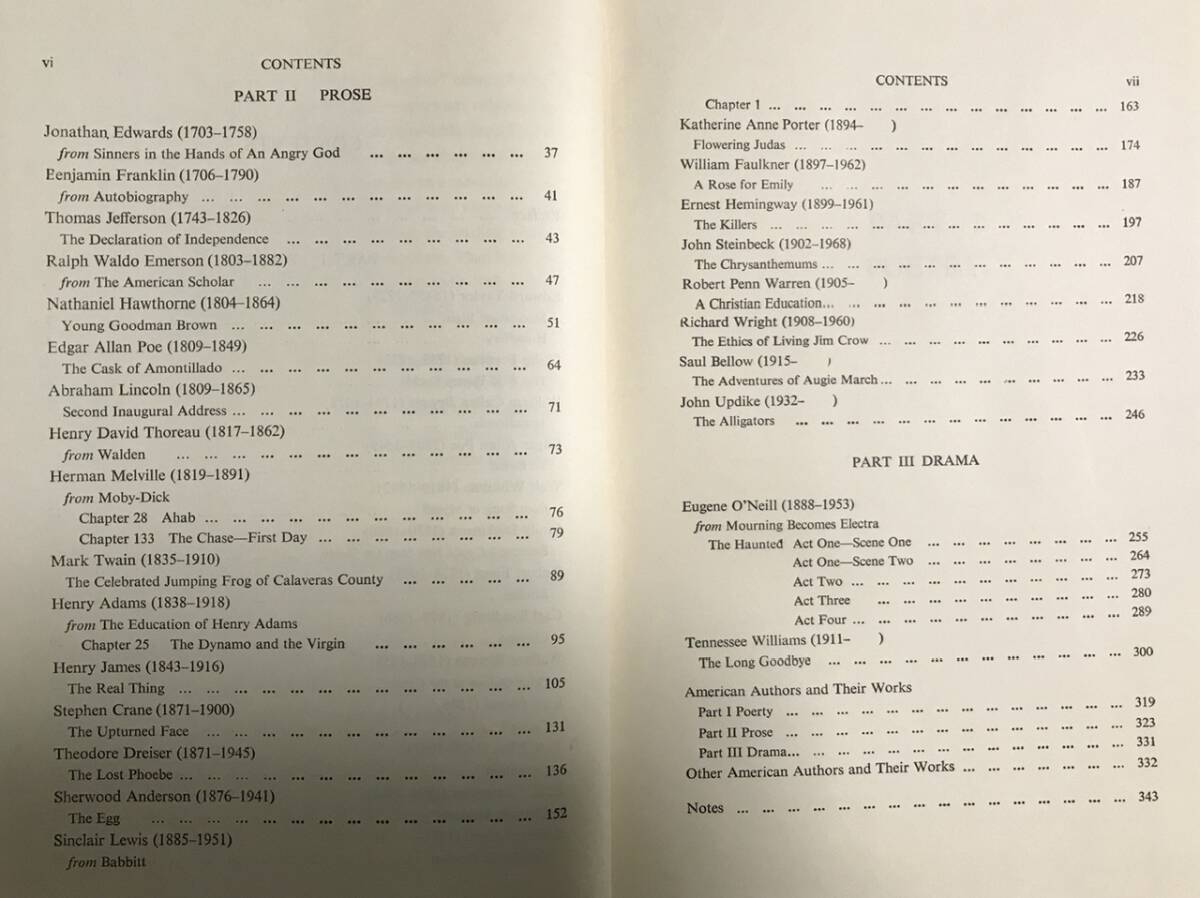 vi CONTENTS
PART II PROSE
Jonathan Edwards (1703–1758)
from Sinners in the Hands of An Angry God ... ... ... ... ... ... 37
Benjamin Franklin (1706–1790)
from Autobiography ... ... ... ... ... ... ... ... ... ... ... ... 41
Thomas Jefferson (1743–1826)
The Declaration of Independence ... ... ... ... ... ... ... ... ... 43
Ralph Waldo Emerson (1803–1882)
from The American Scholar ... ... ... ... ... ... ... ... ... ... 47
Nathaniel Hawthorne (1804–1864)
Young Goodman Brown ... ... ... ... ... ... ... ... ... ... ... 51
Edgar Allan Poe (1809–1849)
The Cask of Amontillado ... ... ... ... ... ... ... ... ... ... 64
Abraham Lincoln (1809–1865)
Second Inaugural Address ... ... ... ... ... ... ... ... ... ... ... 71
Henry David Thoreau (1817–1862)
from Walden ... ... ... ... ... ... ... ... ... ... ... ... ... 73
Herman Melville (1819–1891)
from Moby-Dick
Chapter 28 Ahab ... ... ... ... ... ... ... ... ... ... ... ... 76
Chapter 133 The Chase—First Day ... ... ... ... ... ... ... ... 79
Mark Twain (1835–1910)
The Celebrated Jumping Frog of Calaveras County ... ... ... ... ... 89
Henry Adams (1838–1918)
from The Education of Henry Adams
Chapter 25 The Dynamo and the Virgin ... ... ... ... ... ... 95
Henry James (1843–1916)
The Real Thing ... ... ... ... ... ... ... ... ... ... ... ... ... 105
Stephen Crane (1871–1900)
The Upturned Face ... ... ... ... ... ... ... ... ... ... ... ... 131
Theodore Dreiser (1871–1945)
The Lost Phoebe ... ... ... ... ... ... ... ... ... ... ... ... ... 136
Sherwood Anderson (1876–1941)
The Egg ... ... ... ... ... ... ... ... ... ... ... ... ... ... 152
Sinclair Lewis (1885–1951)
from Babbitt
CONTENTS vii
Chapter 1 ... ... ... ... ... ... ... ... ... ... ... ... ... ... 163
Katherine Anne Porter (1894– )
Flowering Judas ... ... ... ... ... ... ... ... ... ... ... ... ... 174
William Faulkner (1897–1962)
A Rose for Emily ... ... ... ... ... ... ... ... ... ... ... ... 187
Ernest Hemingway (1899–1961)
The Killers ... ... ... ... ... ... ... ... ... ... ... ... ... ... 197
John Steinbeck (1902–1968)
The Chrysanthemums ... ... ... ... ... ... ... ... ... ... ... ... 207
Robert Penn Warren (1905– )
A Christian Education... ... ... ... ... ... ... ... ... ... ... ... 218
Richard Wright (1908–1960)
The Ethics of Living Jim Crow ... ... ... ... ... ... ... ... ... ... 226
Saul Bellow (1915– )
The Adventures of Augie March ... ... ... ... ... ... ... ... ... ... 233
John Updike (1932– )
The Alligators ... ... ... ... ... ... ... ... ... ... ... ... ... 246
PART III DRAMA
Eugene O'Neill (1888–1953)
from Mourning Becomes Electra
The Haunted Act One—Scene One ... ... ... ... ... ... ... ... 255
Act One—Scene Two ... ... ... ... ... ... ... ... 264
Act Two ... ... ... ... ... ... ... ... ... ... ... 273
Act Three ... ... ... ... ... ... ... ... ... ... 280
Act Four ... ... ... ... ... ... ... ... ... ... ... 289
Tennessee Williams (1911– )
The Long Goodbye ... ... ... ... ... ... ... ... ... ... ... ... 300
American Authors and Their Works
Part I Poerty ... ... ... ... ... ... ... ... ... ... ... ... ... ... 319
Part II Prose ... ... ... ... ... ... ... ... ... ... ... ... ... ... 323
Part III Drama... ... ... ... ... ... ... ... ... ... ... ... ... ... 331
Other American Authors and Their Works ... ... ... ... ... ... ... 332
Notes ... ... ... ... ... ... ... ... ... ... ... ... ... ... ... ... 343